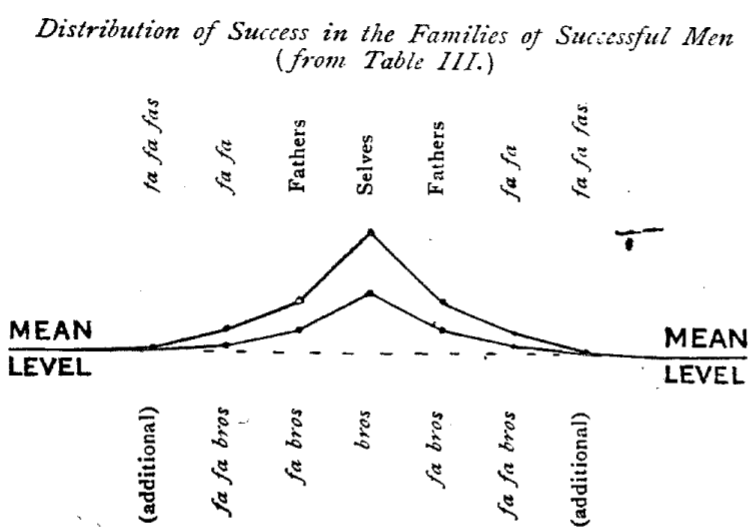 Distribution of Success in the Families of Successful Men
(from Table III.)
fa fa fas
fa fa
Fathers
Selves
Fathers
fa fa
fa fa fas
MEAN
LEVEL
MEAN
LEVEL
(additional)
fa fa bros
fa bros
bros
fa bros
fa fa bros
(additional)